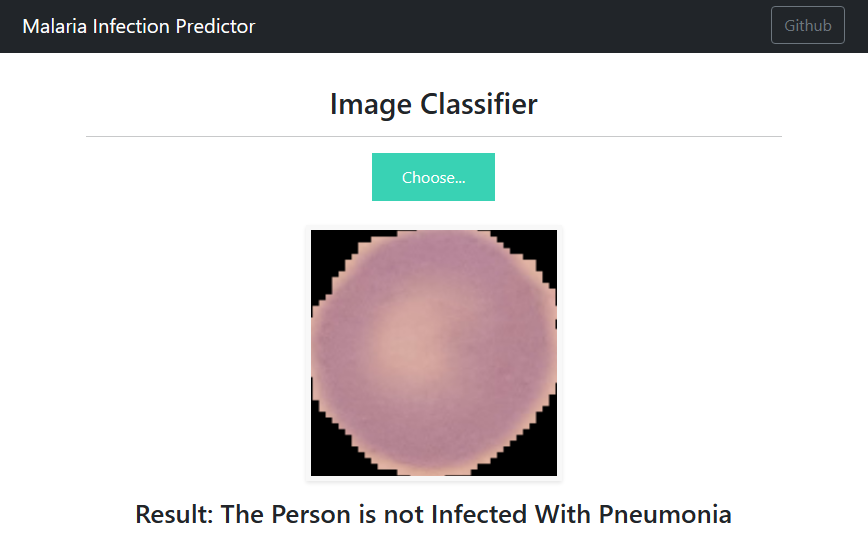 Malaria Infection Predictor
Github
Image Classifier
Choose...
Result: The Person is not Infected With Pneumonia